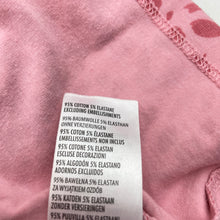 95% COTTON 5% ELASTANE
EXCLUDING EMBELLISHMENTS
95% BAUMWOLLE 5% ELASTAN
OHNE VERZIERUNGEN
95% COTTON 5% ELASTANE
EMBELLISHMENTS NON INCLUS
95% COTONE 5% ELASTAN
ESCLUSE DECORAZIONI
95% ALGODÓN 5% ELASTANO
ADORNOS EXCLUIDOS
95% BAWEŁNA 5% ELASTAN
ZA WYJĄTKIEM OZDÓB
95% KATOEN 5% ELASTAAN
ZONDER VERSIERINGEN
95% PUUVILLA 5% ELASTAANI